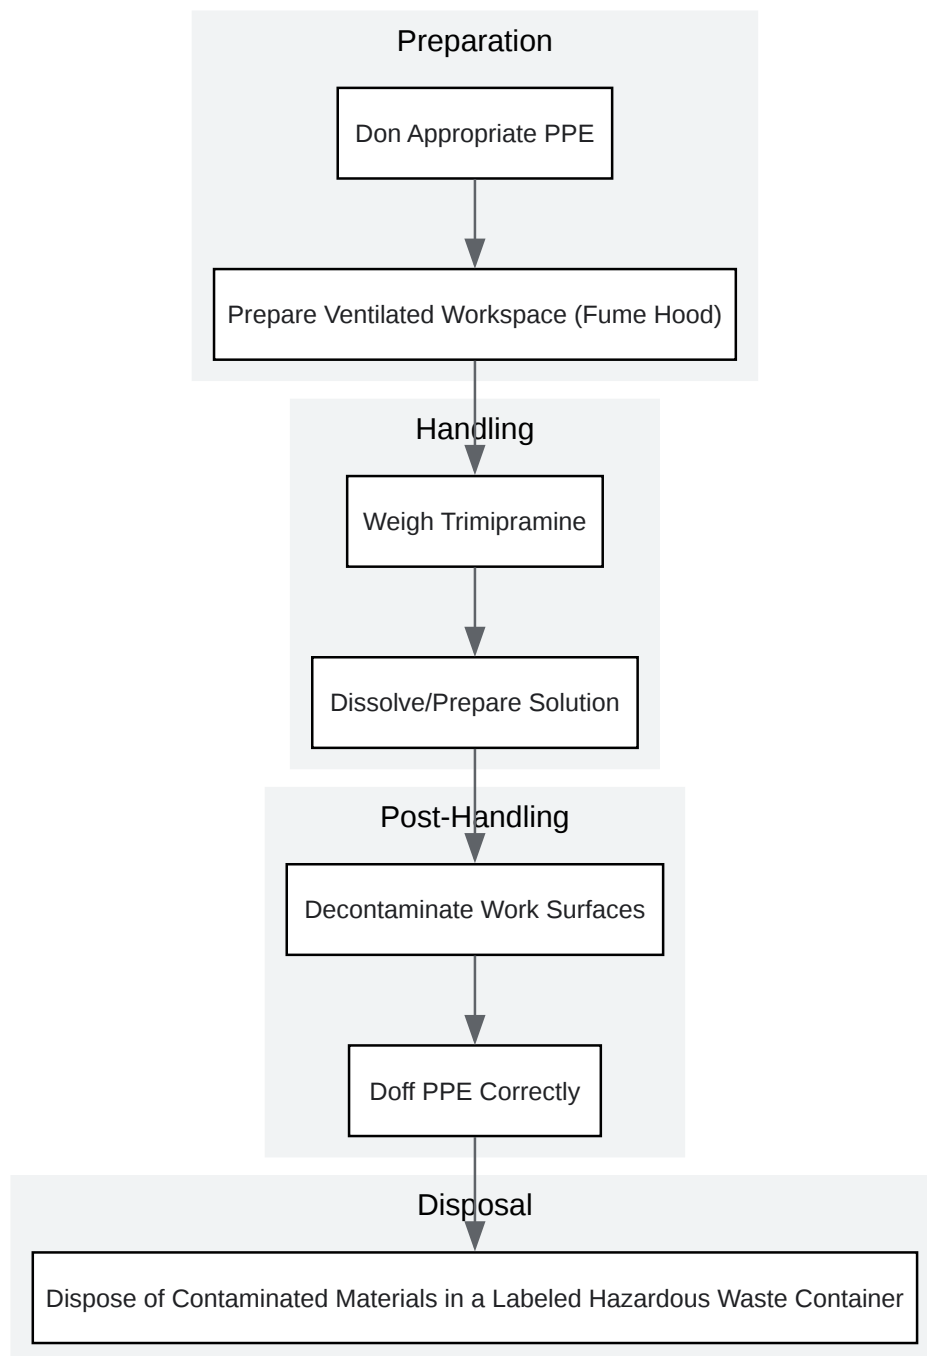 Preparation
Don Appropriate PPE
Prepare Ventilated Workspace (Fume Hood)
Handling
Weigh Trimipramine
Dissolve/Prepare Solution
Post-Handling
Decontaminate Work Surfaces
Doff PPE Correctly
Disposal
Dispose of Contaminated Materials in a Labeled Hazardous Waste Container